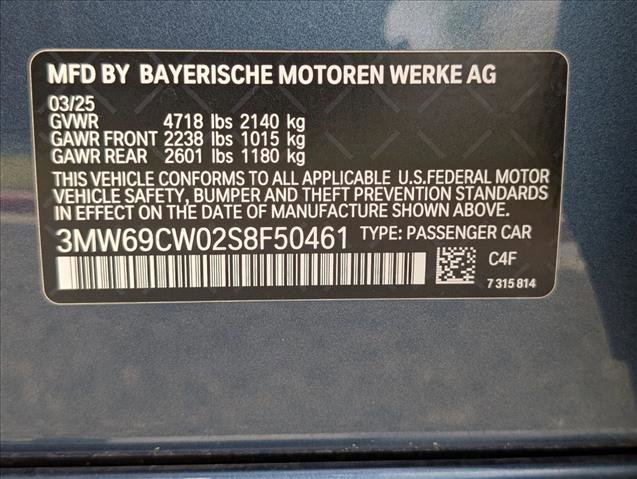 MFD BY BAYERISCHE MOTOREN WERKE AG
03/25
GVWR 4718 lbs 2140 kg
GAWR FRONT 2238 lbs 1015 kg
GAWR REAR 2601 lbs 1180 kg
THIS VEHICLE CONFORMS TO ALL APPLICABLE U.S.FEDERAL MOTOR
VEHICLE SAFETY, BUMPER AND THEFT PREVENTION STANDARDS
IN EFFECT ON THE DATE OF MANUFACTURE SHOWN ABOVE.
3MW69CW02S8F50461 TYPE: PASSENGER CAR
C4F
7 315 814